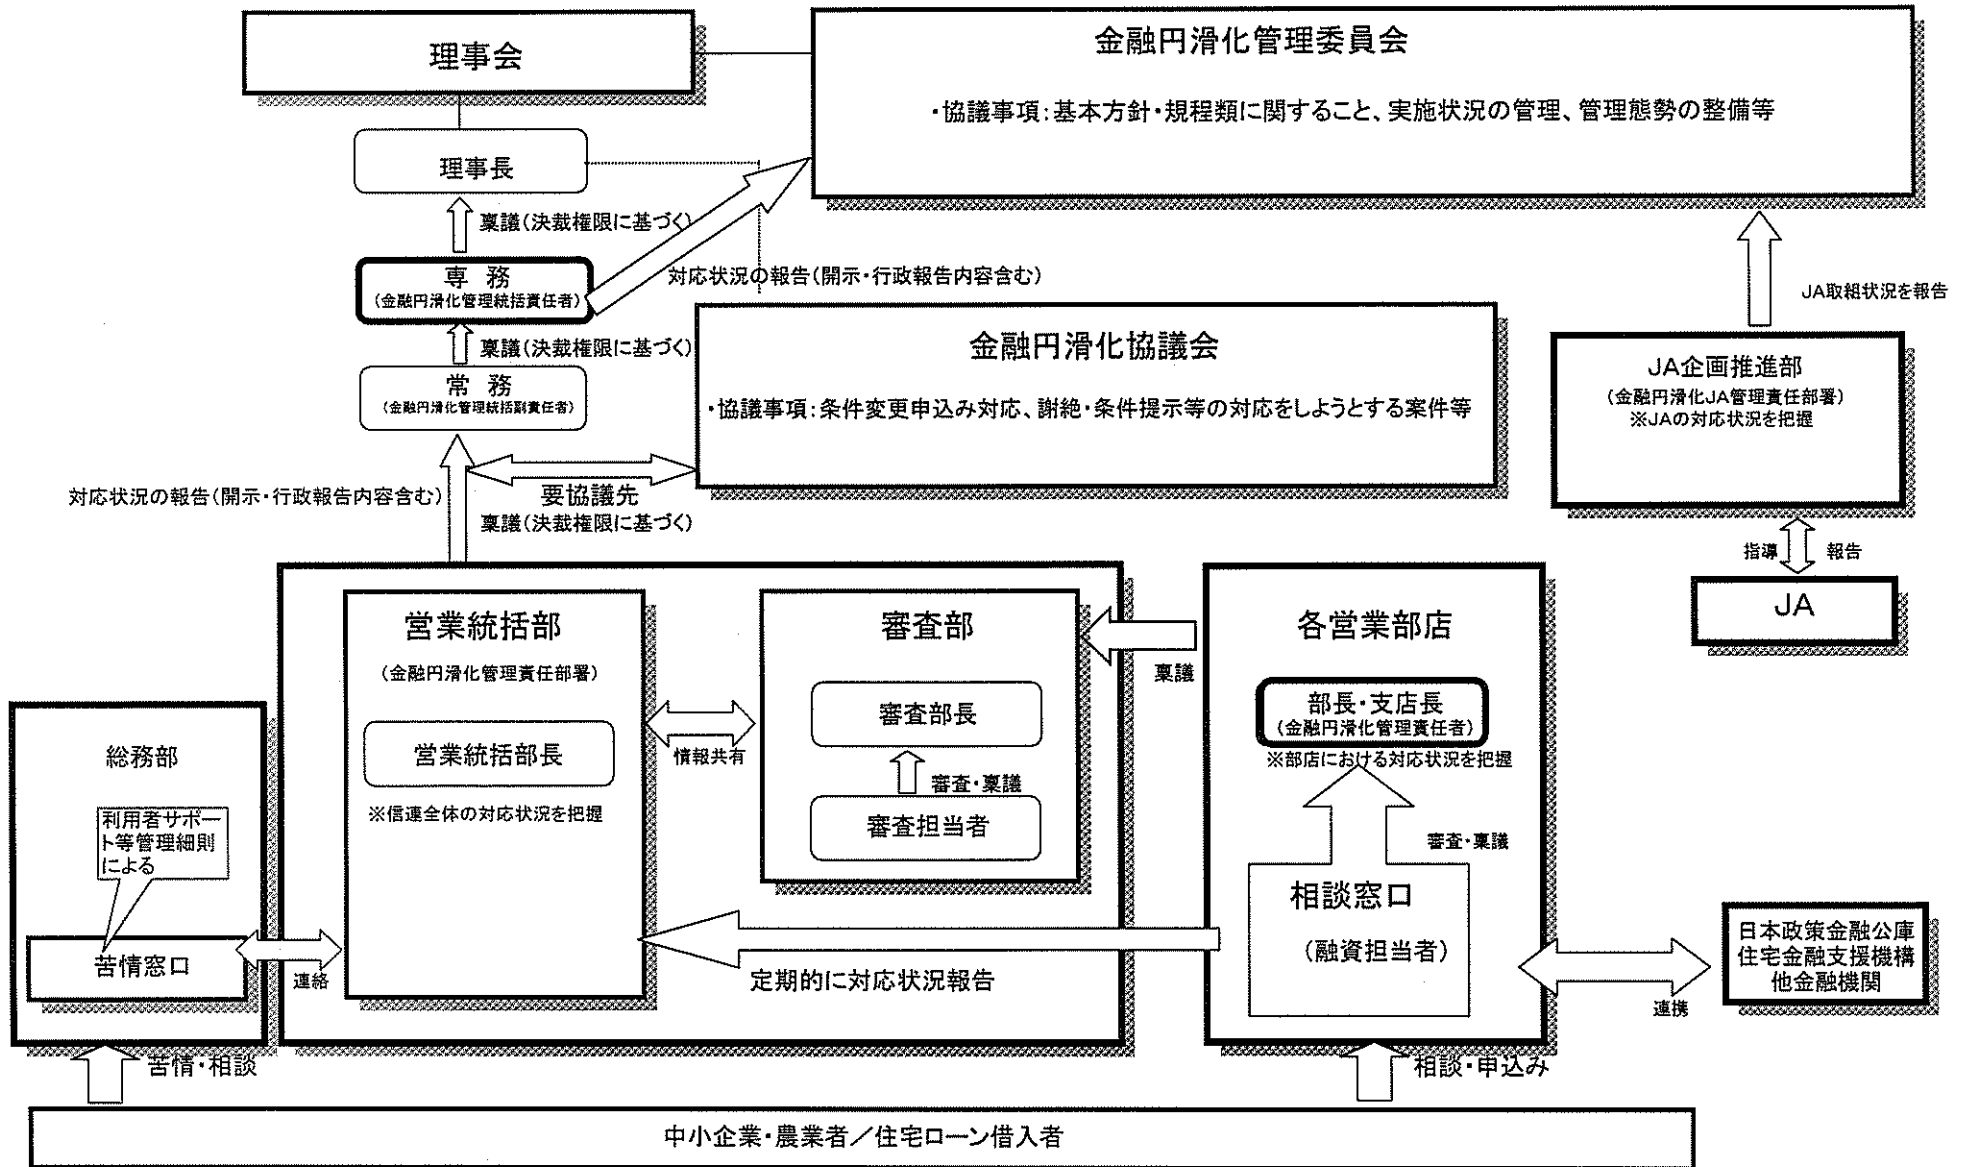 理事会
金融円滑化管理委員会
・協議事項：基本方針・規程類に関すること、実施状況の管理、管理態勢の整備等
理事長
稟議（決裁権限に基づく）
専 務
（金融円滑化管理統括責任者）
対応状況の報告（開示・行政報告内容含む）
稟議（決裁権限に基づく）
常 務
（金融円滑化管理統括副責任者）
金融円滑化協議会
・協議事項：条件変更申込み対応、謝絶・条件提示等の対応をしようとする案件等
JA取組状況を報告
JA企画推進部
（金融円滑化JA管理責任部署）
※JAの対応状況を把握
対応状況の報告（開示・行政報告内容含む）
要協議先
稟議（決裁権限に基づく）
指導
報告
JA
営業統括部
（金融円滑化管理責任部署）
営業統括部長
※信連全体の対応状況を把握
情報共有
審査部
審査部長
審査・稟議
審査担当者
稟議
各営業部店
部長・支店長
（金融円滑化管理責任者）
※部店における対応状況を把握
審査・稟議
相談窓口
（融資担当者）
総務部
利用者サポー
ト等管理細則
による
苦情窓口
連絡
定期的に対応状況報告
連携
日本政策金融公庫
住宅金融支援機構
他金融機関
苦情・相談
相談・申込み
中小企業・農業者／住宅ローン借入者